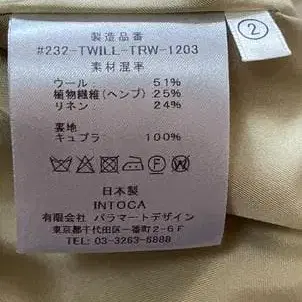 製造品番
#232-TWILL-TRW-1203
素材混率
ウール 51%
植物繊維(ヘンプ) 25%
リネン 24%
裏地
キュプラ 100%
日本製
INTOCA
有限会社 パラマートデザイン
東京都千代田区一番町2-6F
TEL: 03-3263-6888
②